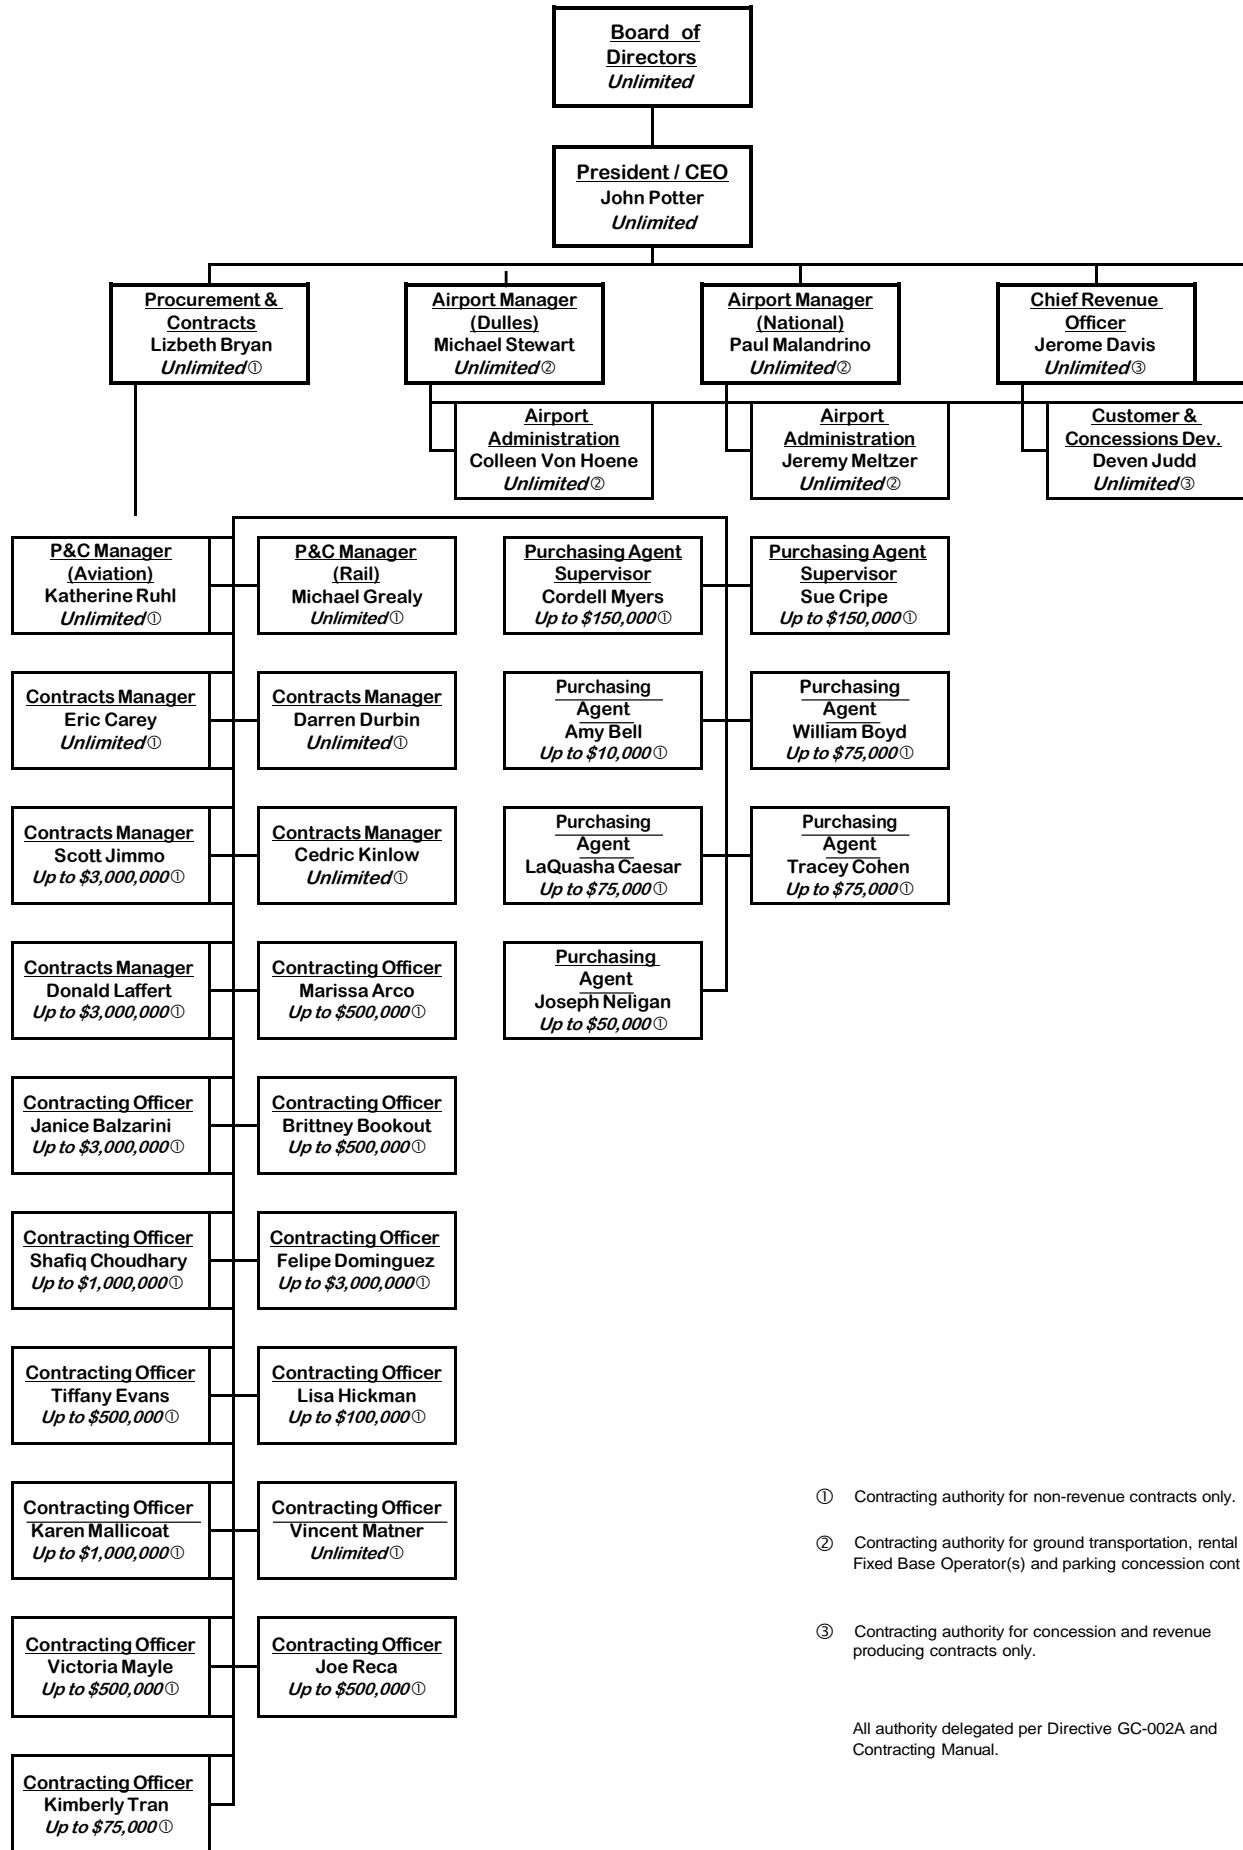 Board of
Directors
Unlimited
President / CEO
John Potter
Unlimited
Procurement &
Contracts
Lizbeth Bryan
Unlimited①
Airport Manager
(Dulles)
Michael Stewart
Unlimited②
Airport Manager
(National)
Paul Malandrino
Unlimited②
Chief Revenue
Officer
Jerome Davis
Unlimited③
Airport
Administration
Colleen Von Hoene
Unlimited②
Airport
Administration
Jeremy Meltzer
Unlimited②
Customer &
Concessions Dev.
Deven Judd
Unlimited③
P&C Manager
(Aviation)
Katherine Ruhl
Unlimited①
P&C Manager
(Rail)
Michael Grealy
Unlimited①
Purchasing Agent
Supervisor
Cordell Myers
Up to $150,000①
Purchasing Agent
Supervisor
Sue Cripe
Up to $150,000①
Contracts Manager
Eric Carey
Unlimited①
Contracts Manager
Darren Durbin
Unlimited①
Purchasing
Agent
Amy Bell
Up to $10,000①
Purchasing
Agent
William Boyd
Up to $75,000①
Contracts Manager
Scott Jimmo
Up to $3,000,000①
Contracts Manager
Cedric Kinlow
Unlimited①
Purchasing
Agent
LaQuasha Caesar
Up to $75,000①
Purchasing
Agent
Tracey Cohen
Up to $75,000①
Contracts Manager
Donald Laffert
Up to $3,000,000①
Contracting Officer
Marissa Arco
Up to $500,000①
Purchasing
Agent
Joseph Neligan
Up to $50,000①
Contracting Officer
Janice Balzarini
Up to $3,000,000①
Contracting Officer
Brittney Bookout
Up to $500,000①
Contracting Officer
Shafiq Choudhary
Up to $1,000,000①
Contracting Officer
Felipe Dominguez
Up to $3,000,000①
Contracting Officer
Tiffany Evans
Up to $500,000①
Contracting Officer
Lisa Hickman
Up to $100,000①
Contracting Officer
Karen Mallicoat
Up to $1,000,000①
Contracting Officer
Vincent Matner
Unlimited①
Contracting Officer
Victoria Mayle
Up to $500,000①
Contracting Officer
Joe Reca
Up to $500,000①
Contracting Officer
Kimberly Tran
Up to $75,000①
① Contracting authority for non-revenue contracts only.
② Contracting authority for ground transportation, rental
Fixed Base Operator(s) and parking concession cont
③ Contracting authority for concession and revenue
producing contracts only.
All authority delegated per Directive GC-002A and
Contracting Manual.